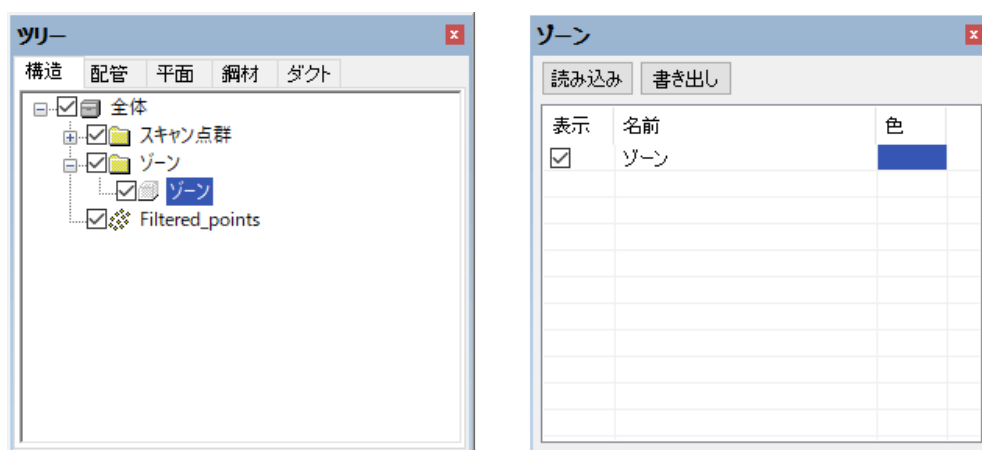 ツリー
構造 配管 平面 鋼材 ダクト
全体
スキャン点群
ゾーン
ゾーン
Filtered_points
ゾーン
読み込み 書き出し
表示 名前 色
ゾーン